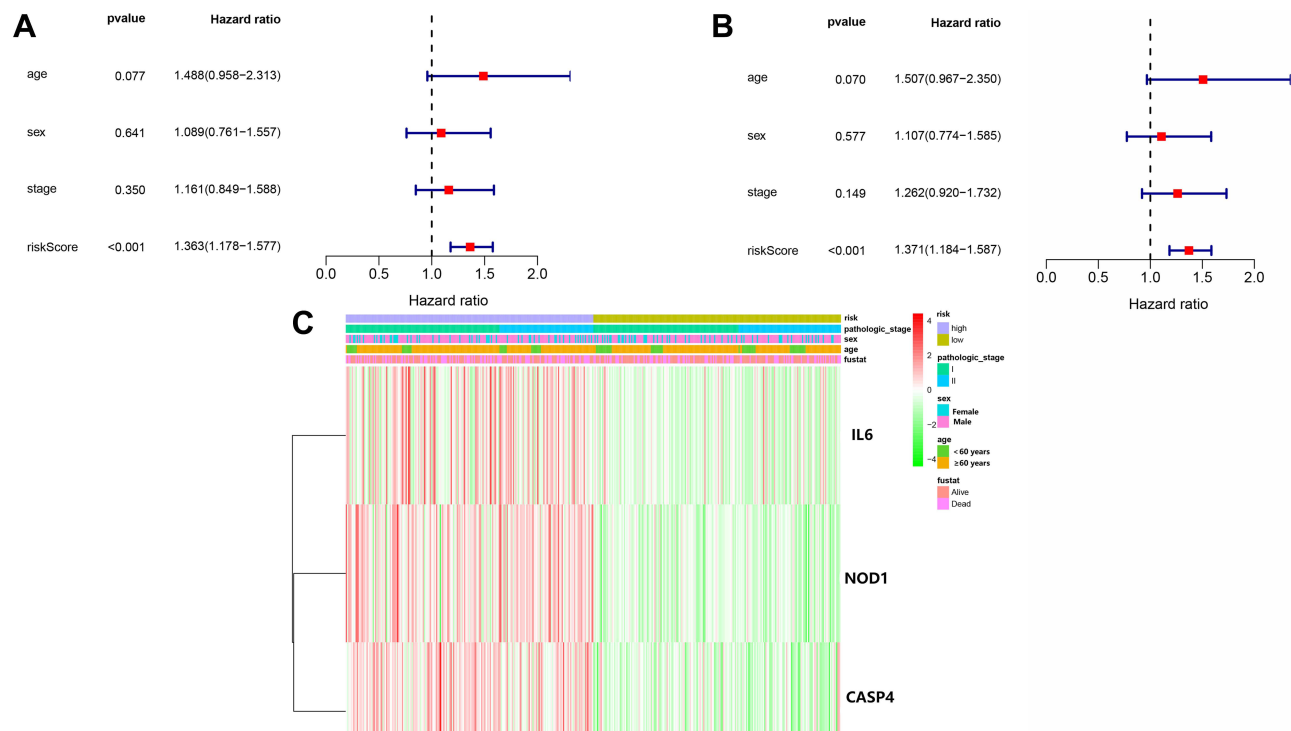 A
pvalue Hazard ratio
age 0.077 1.488(0.958−2.313)
sex 0.641 1.089(0.761−1.557)
stage 0.350 1.161(0.849−1.588)
riskScore <0.001 1.363(1.178−1.577)
0.0 0.5 1.0 1.5 2.0
Hazard ratio
B
pvalue Hazard ratio
age 0.070 1.507(0.967−2.350)
sex 0.577 1.107(0.774−1.585)
stage 0.149 1.262(0.920−1.732)
riskScore <0.001 1.371(1.184−1.587)
0.0 0.5 1.0 1.5 2.0
Hazard ratio
C
risk
pathologic_stage
sex
age
fustat
IL6
NOD1
CASP4
4
2
0
−2
−4
risk
high
low
pathologic_stage
I
II
sex
Female
Male
age
<60 years
≥60 years
fustat
Alive
Dead